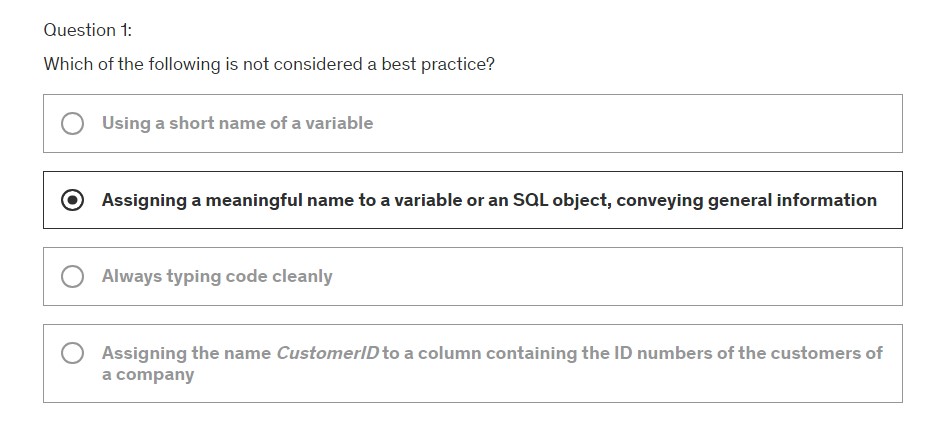 Question 1:
Which of the following is not considered a best practice?
Using a short name of a variable
Assigning a meaningful name to a variable or an SQL object, conveying general information
Always typing code cleanly
Assigning the name CustomerID to a column containing the ID numbers of the customers of
a company